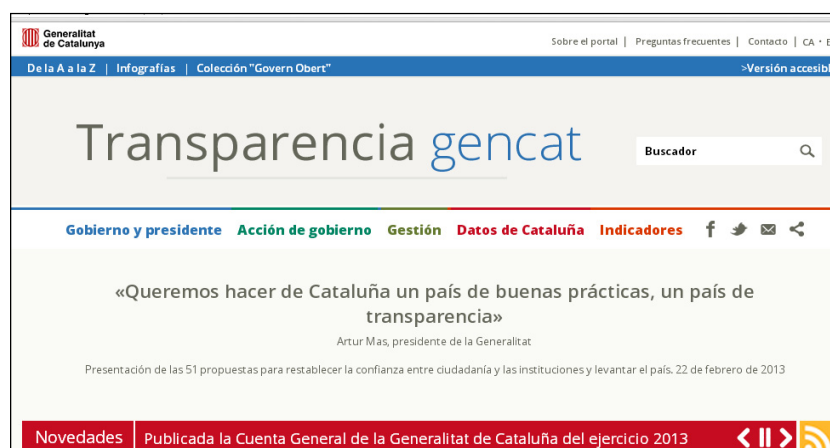 Generalitat
de Catalunya
Sobre el portal | Preguntas frecuentes | Contacto | CA ·
De la A a la Z | Infografías | Colección "Govern Obert"
>Versión accesibl
Transparencia gencat
Buscador
Gobierno y presidente Acción de gobierno Gestión Datos de Cataluña Indicadores
«Queremos hacer de Cataluña un país de buenas prácticas, un país de
transparencia»
Artur Mas, presidente de la Generalitat
Presentación de las 51 propuestas para restablecer la confianza entre ciudadanía y las instituciones y levantar el país. 22 de febrero de 2013
Novedades
Publicada la Cuenta General de la Generalitat de Cataluña del ejercicio 2013